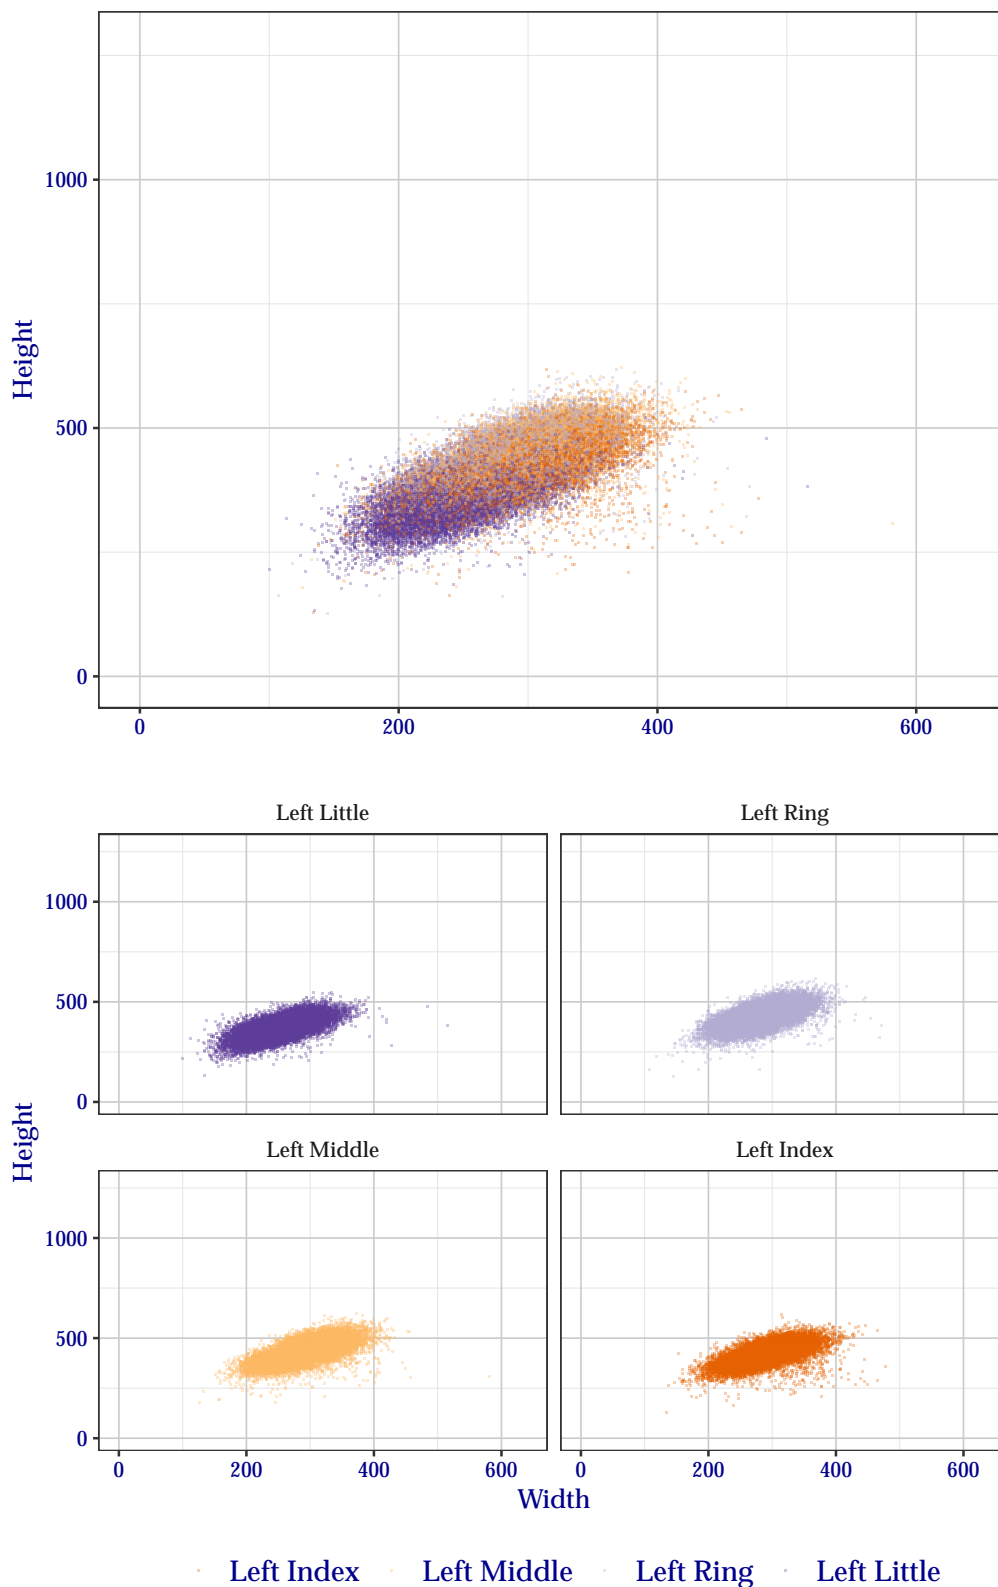 1000
Height
500
0
0 200 400 600
Left Little Left Ring
1000
500
0
Height
Left Middle Left Index
1000
500
0
0 200 400 600 0 200 400 600
Width
Left Index Left Middle Left Ring Left Little